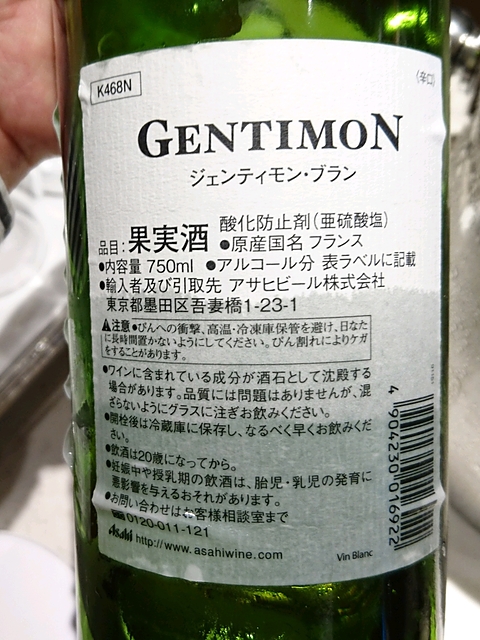 K468N
(辛口)
GENTIMON
ジェンティモン・ブラン
品目：果実酒 酸化防止剤（亜硫酸塩）
●原産国名 フランス
●内容量 750ml ●アルコール分 表ラベルに記載
●輸入者及び引取先 アサヒビール株式会社
東京都墨田区吾妻橋1-23-1
⚠注意 ●びんへの衝撃、高温・冷凍庫保管を避け、日なた
に長時間置かないようにしてください。びん割れによりケガ
をすることがあります。
●ワインに含まれている成分が酒石として沈殿する
場合があります。品質には問題はありませんが、混
ざらないようにグラスに注ぎお飲みください。
●開栓後は冷蔵庫に保存し、なるべく早くお飲みくだ
さい。
●飲酒は20歳になってから。
●妊娠中や授乳期の飲酒は、胎児・乳児の発育に
悪影響を与えるおそれがあります。
●お問い合わせはお客様相談室まで
0120-011-121
Asahi http://www.asahiwine.com
Vin Blanc
4 904230 016922